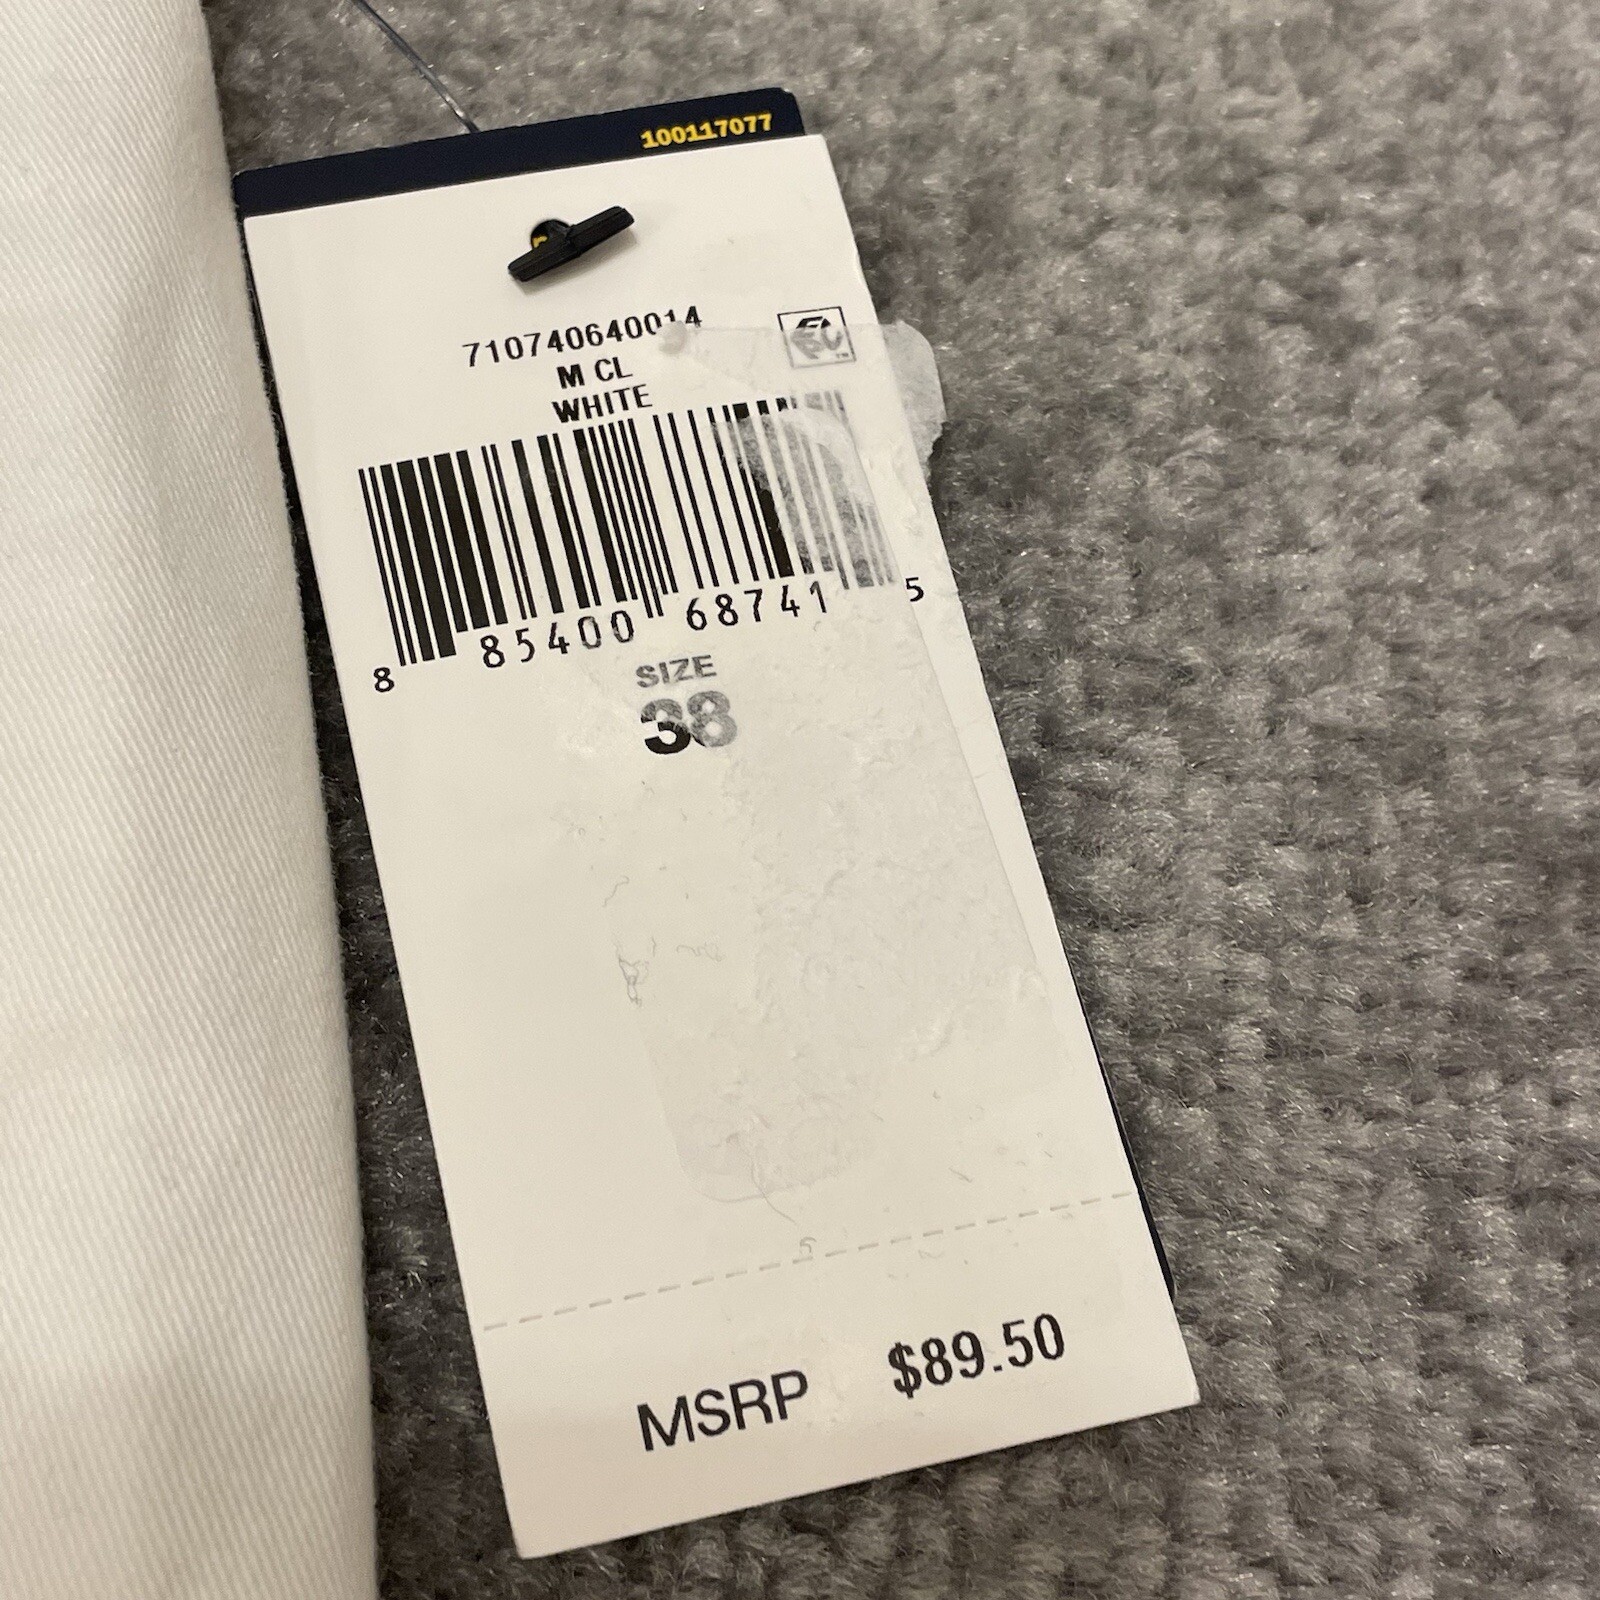 100117077
710740640014
M CL
WHITE
8 85400 68741 5
SIZE
38
MSRP $89.50